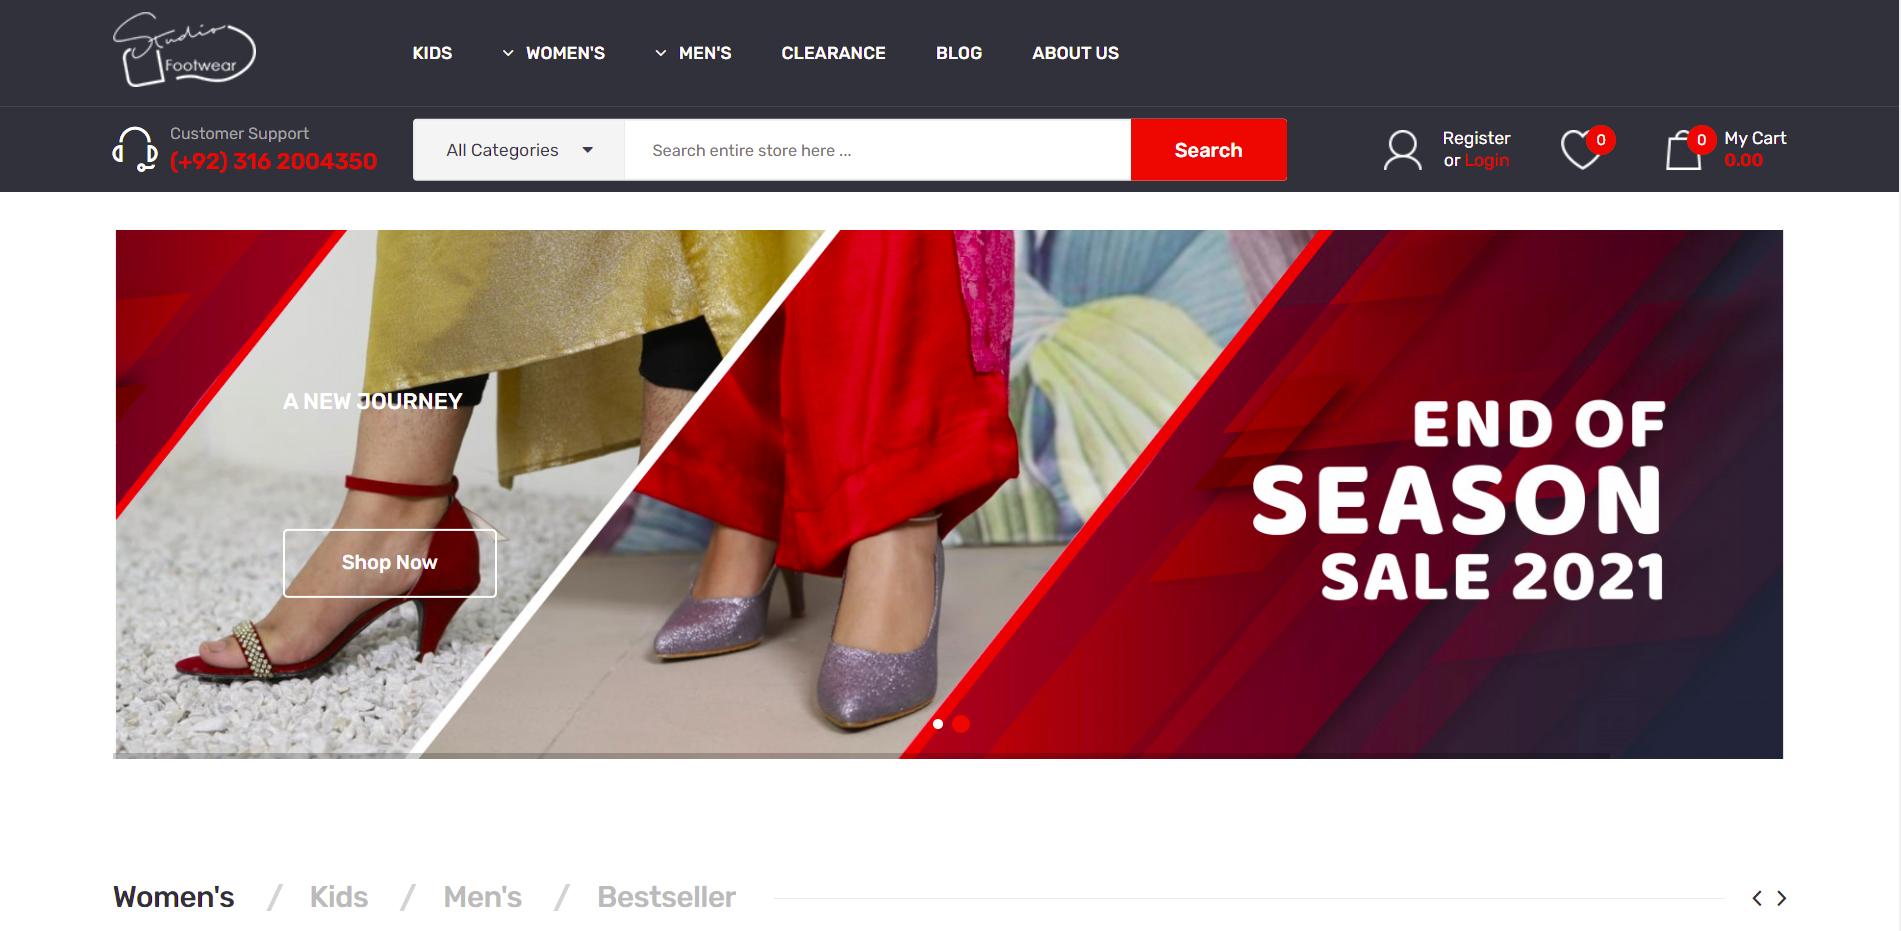 Studio
Footwear
KIDS
WOMEN'S
MEN'S
CLEARANCE
BLOG
ABOUT US
Customer Support
(+92) 316 2004350
All Categories
Search entire store here ...
Search
Register
or Login
0
0
My Cart
0.00
A NEW JOURNEY
Shop Now
END OF
SEASON
SALE 2021
Women's / Kids / Men's / Bestseller